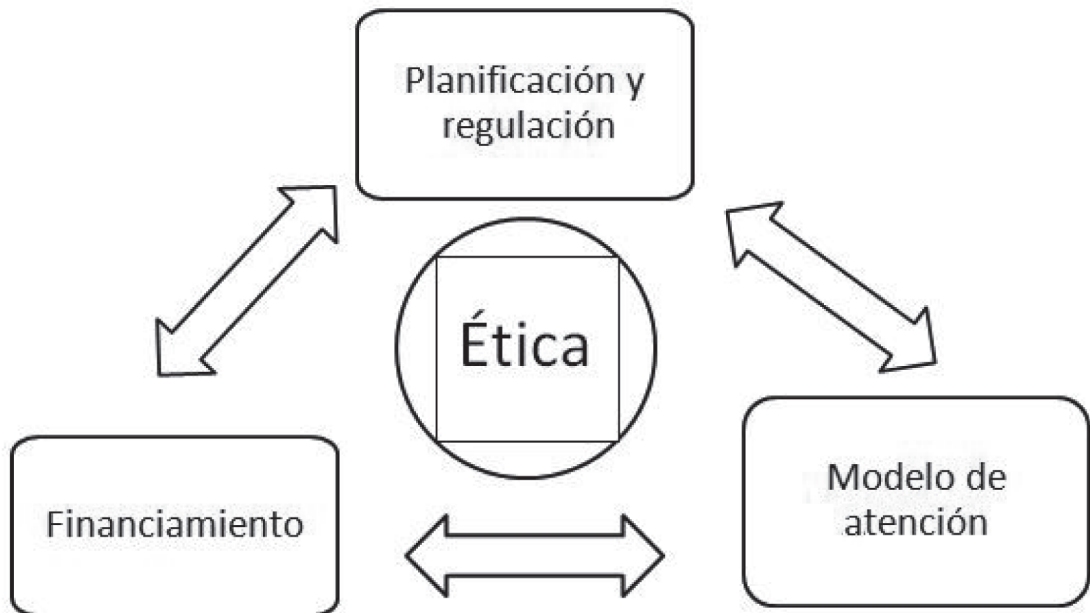 Planificación y
regulación
Ética
Financiamiento
Modelo de
atención